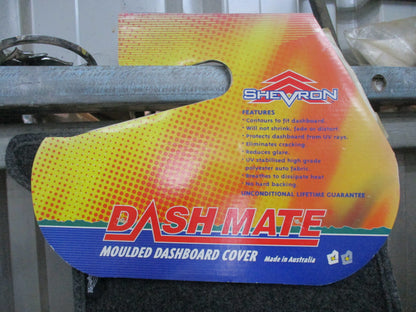 SHEVRON
FEATURES
* Contours to fit dashboard.
* Will not shrink, fade or distort.
* Protects dashboard from UV rays.
* Eliminates cracking.
* Reduces glare.
* UV stabilised high grade
polyester auto fabric.
* Breathes to dissipate heat.
* No hard backing.
UNCONDITIONAL LIFETIME GUARANTEE.
DASH MATE
MOULDED DASHBOARD COVER Made in Australia